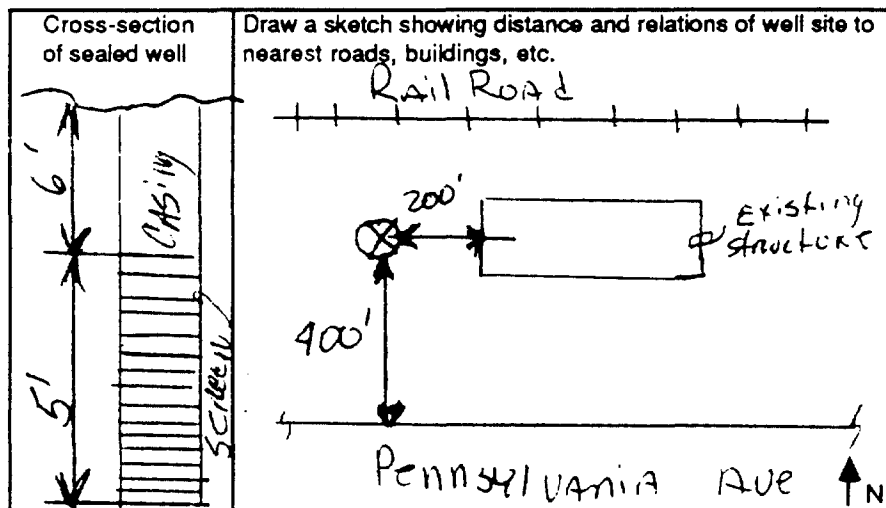 Cross-section
of sealed well
Draw a sketch showing distance and relations of well site to
nearest roads, buildings, etc.
Rail Road
6'
Casing
200'
Existing
structure
400'
5'
Screen
Pennsylvania Ave
N